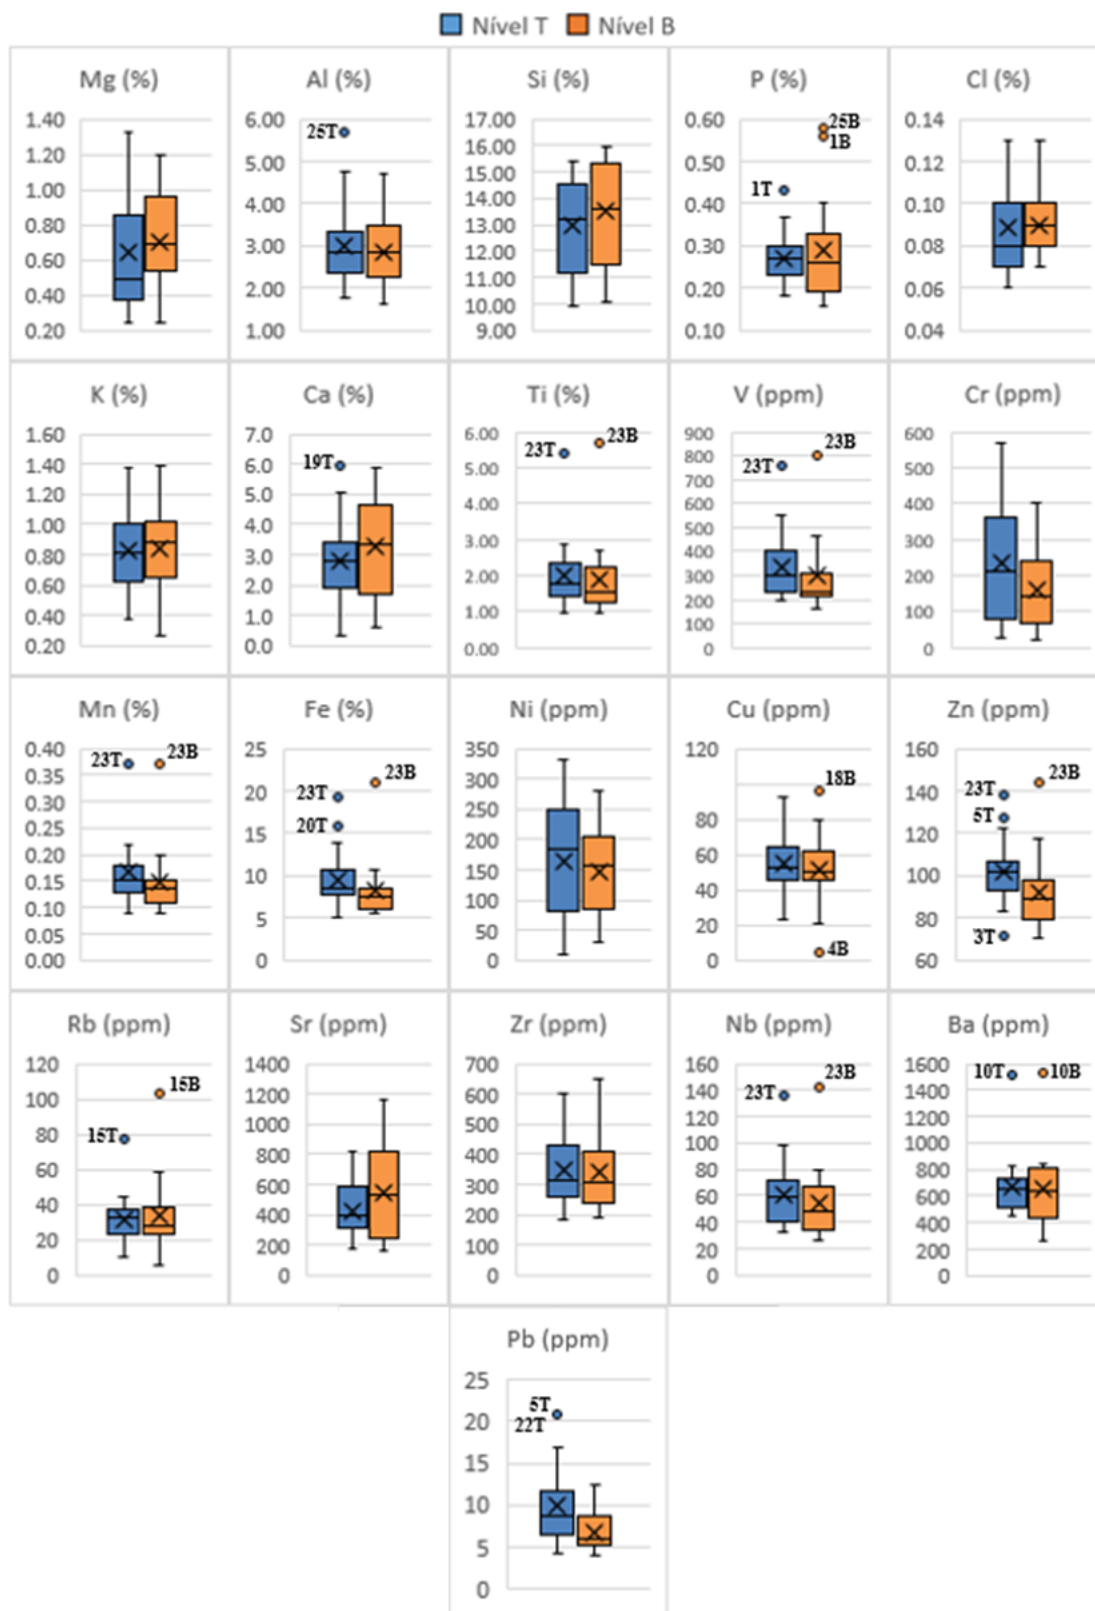 Nível T Nível B
Mg (%) Al (%) Si (%) P (%) Cl (%)
1.40 6.00 17.00 0.60 0.14
25T 25B
16.00
1.20 1B
5.00 15.00 0.50 0.12
1.00 14.00 1T
4.00 0.40 0.10
0.80 13.00
3.00 12.00 0.30 0.08
0.60
11.00
0.40 2.00 10.00 0.20 0.06
0.20 1.00 9.00 0.10 0.04
K (%) Ca (%) Ti (%) V (ppm) Cr (ppm)
1.60 7.0 6.00 900 600
23T 23B 23B
1.40 19T 6.0 5.00 800 500
23T 700
1.20 5.0 4.00 600 400
1.00 4.0 500
3.00 400 300
0.80 3.0
2.00 300 200
0.60 2.0 200
0.40 1.0 1.00 100 100
0.20 0.0 0.00 0 0
Mn (%) Fe (%) Ni (ppm) Cu (ppm) Zn (ppm)
0.40 25 350 120 160
23T 23B 23B 23B
0.35 20 300 100 18B 140 23T
0.30 23T 250 5T
0.25 20T 80 120
15 200
0.20 60
10 150 100
0.15 40
0.10 100
5 20 80
0.05 50 4B 3T
0.00 0 0 0 60
Rb (ppm) Sr (ppm) Zr (ppm) Nb (ppm) Ba (ppm)
120 1400 700 160 1600
15B 23T 23B 10T 10B
100 1200 600 140 1400
1000 500 120 1200
80 15T 100 1000
800 400
60 80 800
600 300
40 60 600
400 200 40 400
20 200 100 20 200
0 0 0 0 0
Pb (ppm)
25
5T
20 22T
15
10
5
0